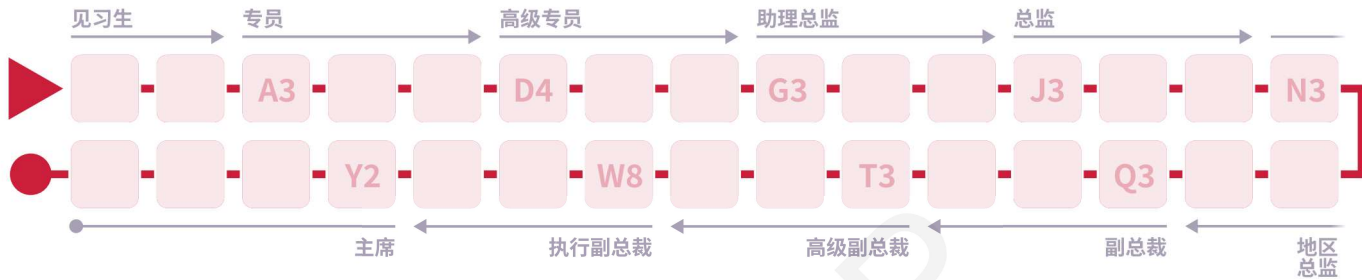 见习生 专员 高级专员 助理总监 总监
A3 D4 G3 J3 N3
Y2 W8 T3 Q3
主席 执行副总裁 高级副总裁 副总裁 地区
总监